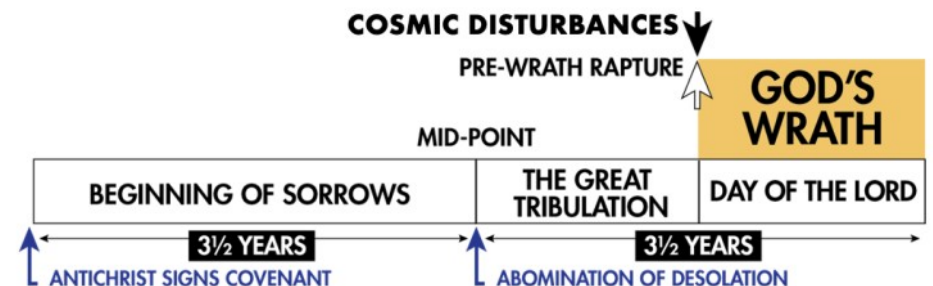 COSMIC DISTURBANCES
PRE-WRATH RAPTURE
GOD'S
WRATH
MID-POINT
BEGINNING OF SORROWS
THE GREAT
TRIBULATION
DAY OF THE LORD
3½ YEARS
3½ YEARS
ANTICHRIST SIGNS COVENANT
ABOMINATION OF DESOLATION